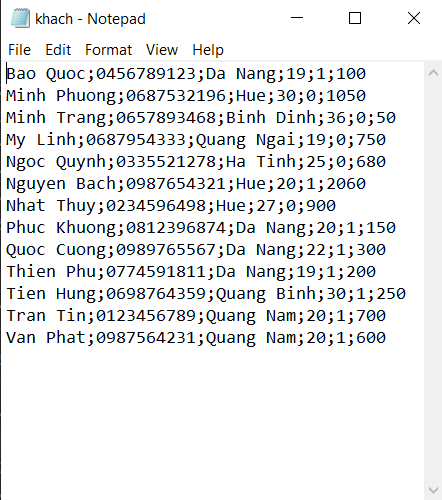 khach - Notepad
File Edit Format View Help
Bao Quoc;0456789123;Da Nang;19;1;100
Minh Phuong;0687532196;Hue;30;0;1050
Minh Trang;0657893468;Binh Dinh;36;0;50
My Linh;0687954333;Quang Ngai;19;0;750
Ngoc Quynh;0335521278;Ha Tinh;25;0;680
Nguyen Bach;0987654321;Hue;20;1;2060
Nhat Thuy;0234596498;Hue;27;0;900
Phuc Khuong;0812396874;Da Nang;20;1;150
Quoc Cuong;0989765567;Da Nang;22;1;300
Thien Phu;0774591811;Da Nang;19;1;200
Tien Hung;0698764359;Quang Binh;30;1;250
Tran Tin;0123456789;Quang Nam;20;1;700
Van Phat;0987564231;Quang Nam;20;1;600